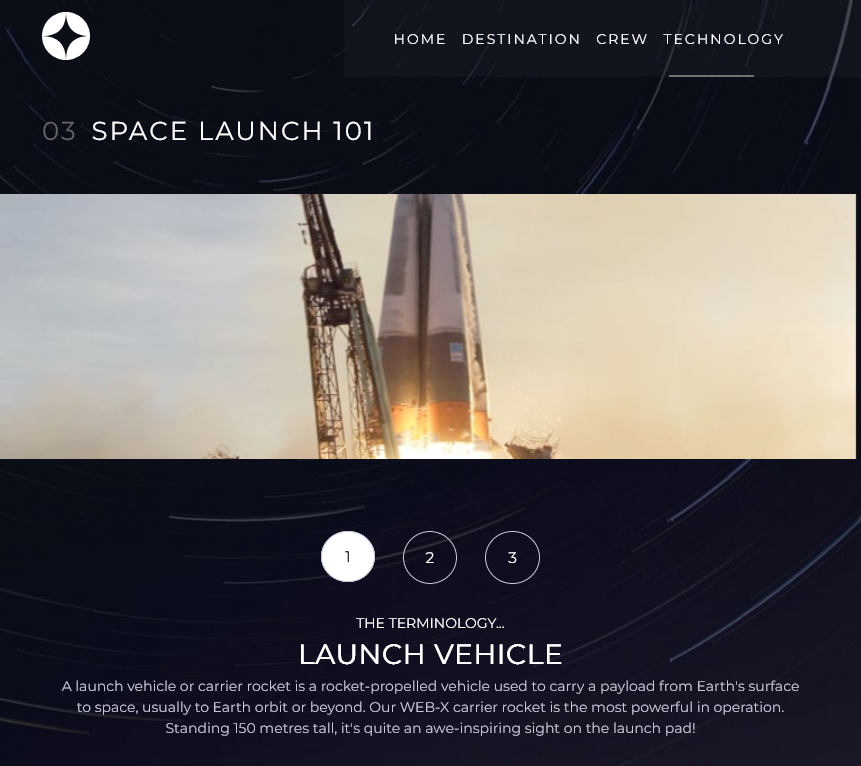 HOME DESTINATION CREW TECHNOLOGY
03 SPACE LAUNCH 101
1 2 3
THE TERMINOLOGY...
LAUNCH VEHICLE
A launch vehicle or carrier rocket is a rocket-propelled vehicle used to carry a payload from Earth's surface
to space, usually to Earth orbit or beyond. Our WEB-X carrier rocket is the most powerful in operation.
Standing 150 metres tall, it's quite an awe-inspiring sight on the launch pad!